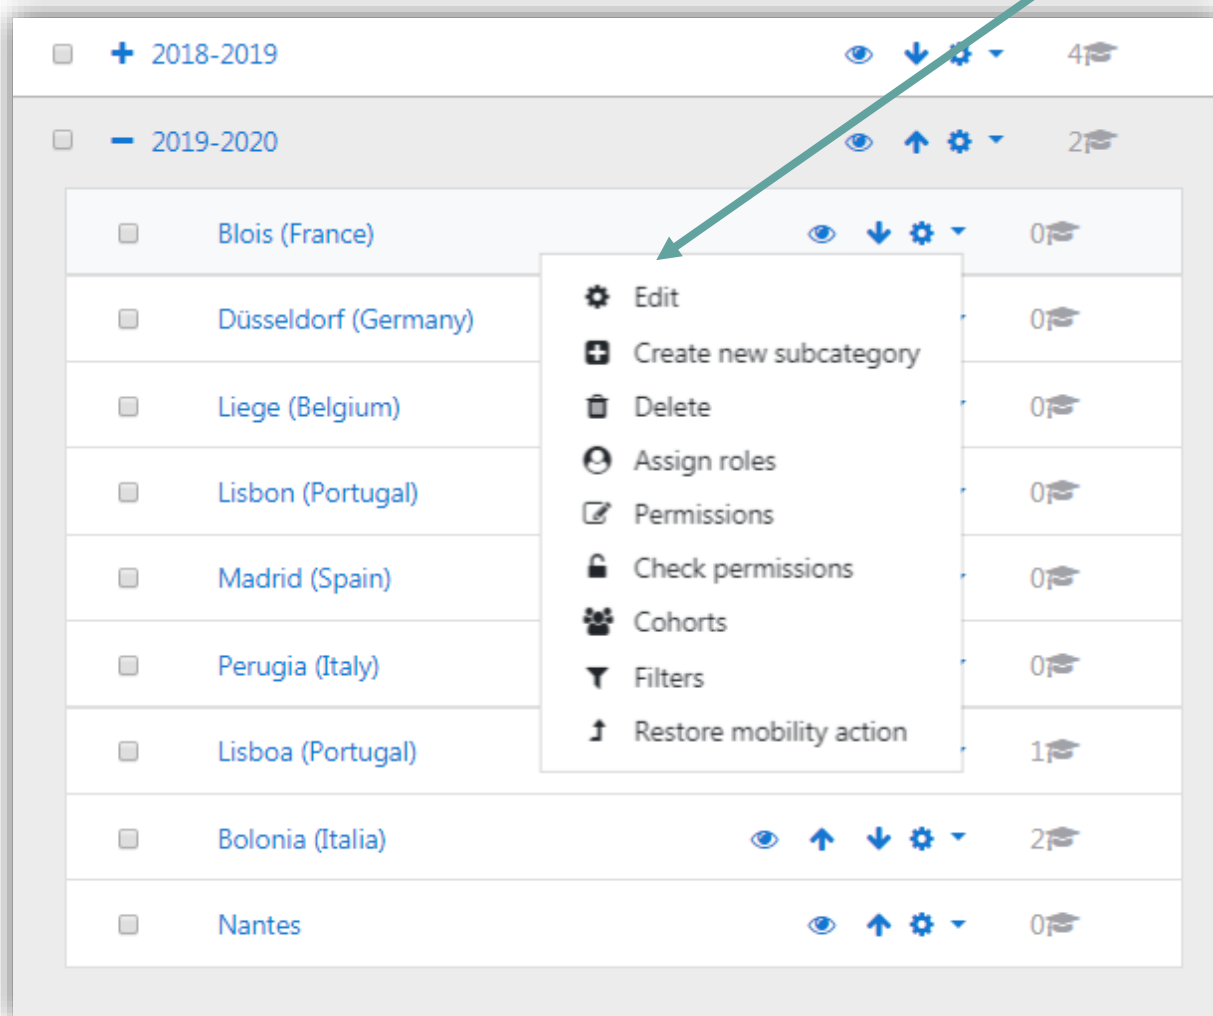 2018-2019 4
2019-2020 2
Blois (France) 0
Edit
Create new subcategory
Delete
Assign roles
Permissions
Check permissions
Cohorts
Filters
Restore mobility action
Düsseldorf (Germany) 0
Liege (Belgium) 0
Lisbon (Portugal) 0
Madrid (Spain) 0
Perugia (Italy) 0
Lisboa (Portugal) 1
Bolonia (Italia) 2
Nantes 0